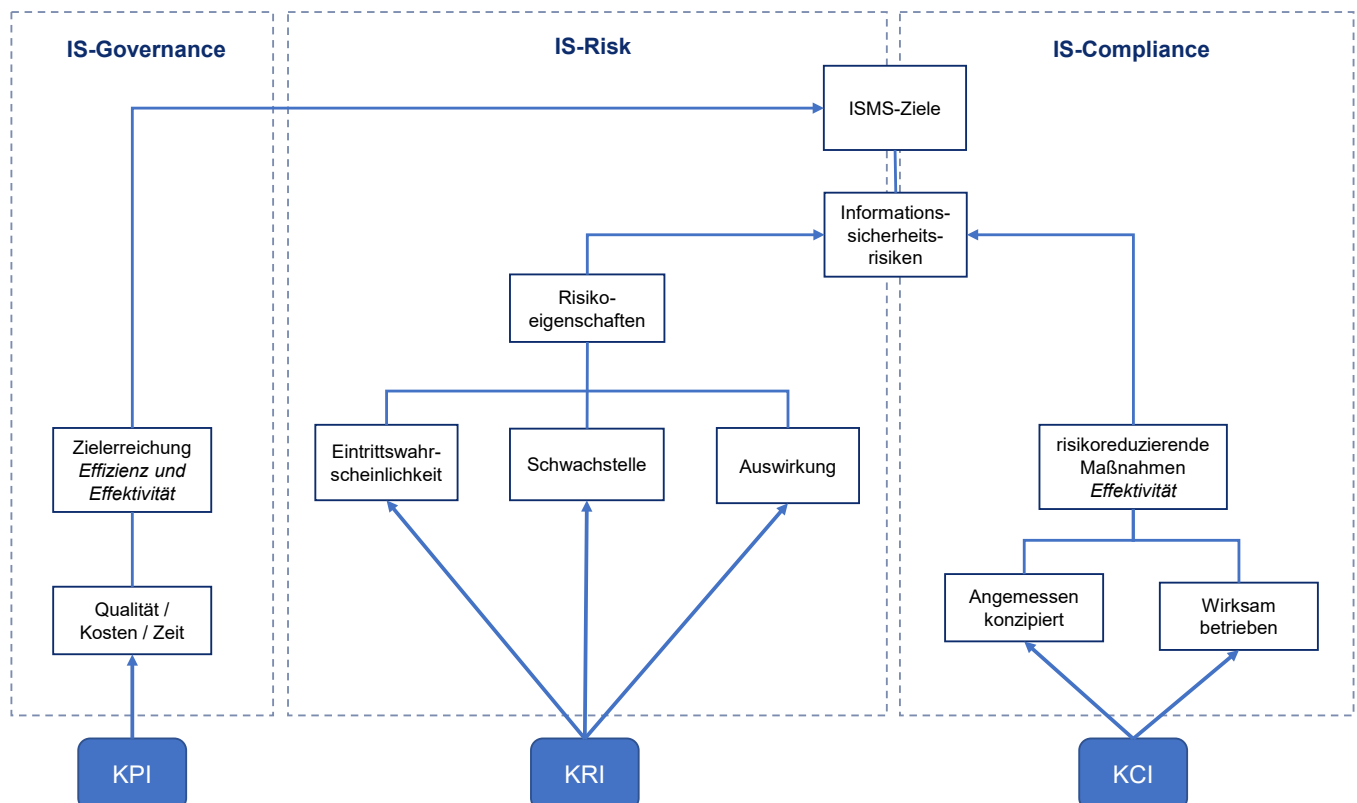 IS-Governance
IS-Risk
IS-Compliance
ISMS-Ziele
Informations-
sicherheits-
risiken
Risiko-
eigenschaften
Zielerreichung
Effizienz und
Effektivität
Eintrittswahr-
scheinlichkeit
Schwachstelle
Auswirkung
risikoreduzierende
Maßnahmen
Effektivität
Qualität /
Kosten / Zeit
Angemessen
konzipiert
Wirksam
betrieben
KPI
KRI
KCI